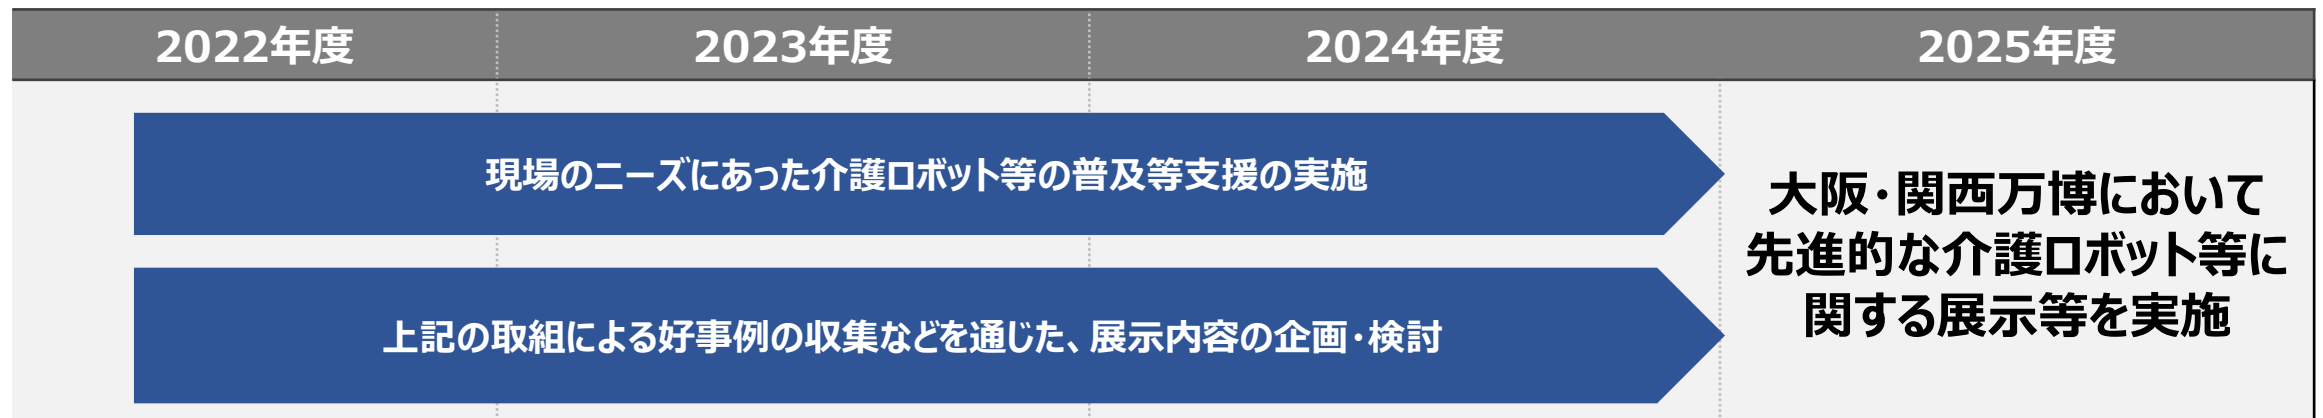 2022年度 2023年度 2024年度 2025年度
現場のニーズにあった介護ロボット等の普及等支援の実施
上記の取組による好事例の収集などを通じた、展示内容の企画・検討
大阪・関西万博において
先進的な介護ロボット等に
関する展示等を実施